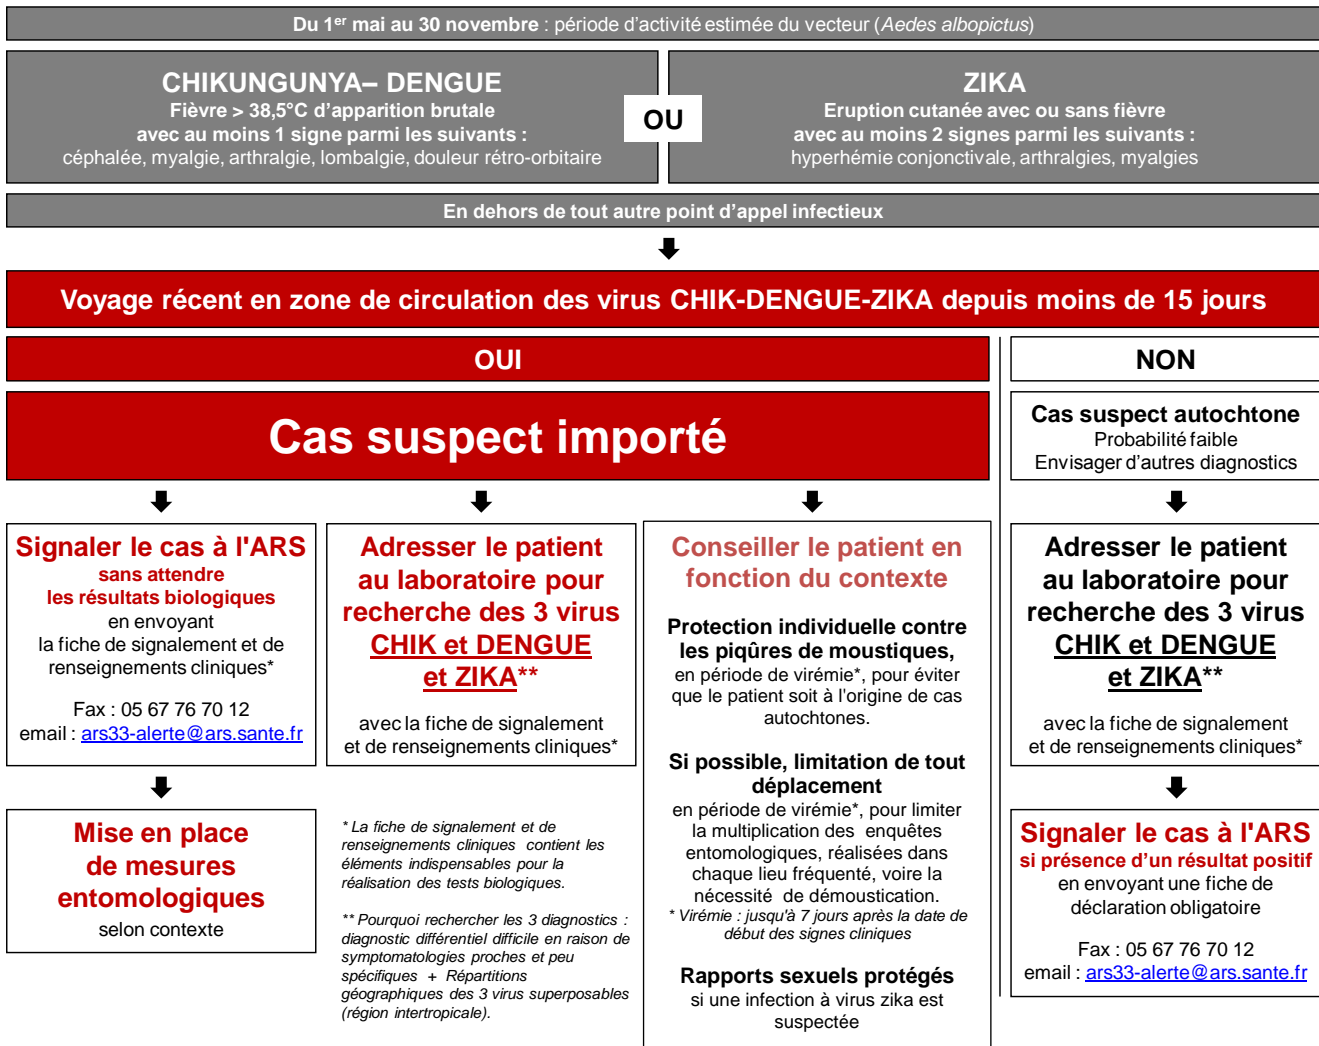 Du 1er mai au 30 novembre : période d'activité estimée du vecteur (Aedes albopictus)
CHIKUNGUNYA– DENGUE
Fièvre > 38,5°C d'apparition brutale
avec au moins 1 signe parmi les suivants :
céphalée, myalgie, arthralgie, lombalgie, douleur rétro-orbitaire
OU
ZIKA
Eruption cutanée avec ou sans fièvre
avec au moins 2 signes parmi les suivants :
hyperhémie conjonctivale, arthralgies, myalgies
En dehors de tout autre point d'appel infectieux
Voyage récent en zone de circulation des virus CHIK-DENGUE-ZIKA depuis moins de 15 jours
OUI
Cas suspect importé
Signaler le cas à l'ARS
sans attendre
les résultats biologiques
en envoyant
la fiche de signalement et de
renseignements cliniques*
Fax : 05 67 76 70 12
email : ars33-alerte@ars.sante.fr
Mise en place
de mesures
entomologiques
selon contexte
Adresser le patient
au laboratoire pour
recherche des 3 virus
CHIK et DENGUE
et ZIKA**
avec la fiche de signalement
et de renseignements cliniques*
* La fiche de signalement et de
renseignements cliniques contient les
éléments indispensables pour la
réalisation des tests biologiques.
** Pourquoi rechercher les 3 diagnostics :
diagnostic différentiel difficile en raison de
symptomatologies proches et peu
spécifiques + Répartitions
géographiques des 3 virus superposables
(région intertropicale).
Conseiller le patient en
fonction du contexte
Protection individuelle contre
les piqûres de moustiques,
en période de virémie*, pour éviter
que le patient soit à l'origine de cas
autochtones.
Si possible, limitation de tout
déplacement
en période de virémie*, pour limiter
la multiplication des enquêtes
entomologiques, réalisées dans
chaque lieu fréquenté, voire la
nécessité de démoustication.
* Virémie : jusqu'à 7 jours après la date de
début des signes cliniques
Rapports sexuels protégés
si une infection à virus zika est
suspectée
NON
Cas suspect autochtone
Probabilité faible
Envisager d'autres diagnostics
Adresser le patient
au laboratoire pour
recherche des 3 virus
CHIK et DENGUE
et ZIKA**
avec la fiche de signalement
et de renseignements cliniques*
Signaler le cas à l'ARS
si présence d'un résultat positif
en envoyant une fiche de
déclaration obligatoire
Fax : 05 67 76 70 12
email : ars33-alerte@ars.sante.fr